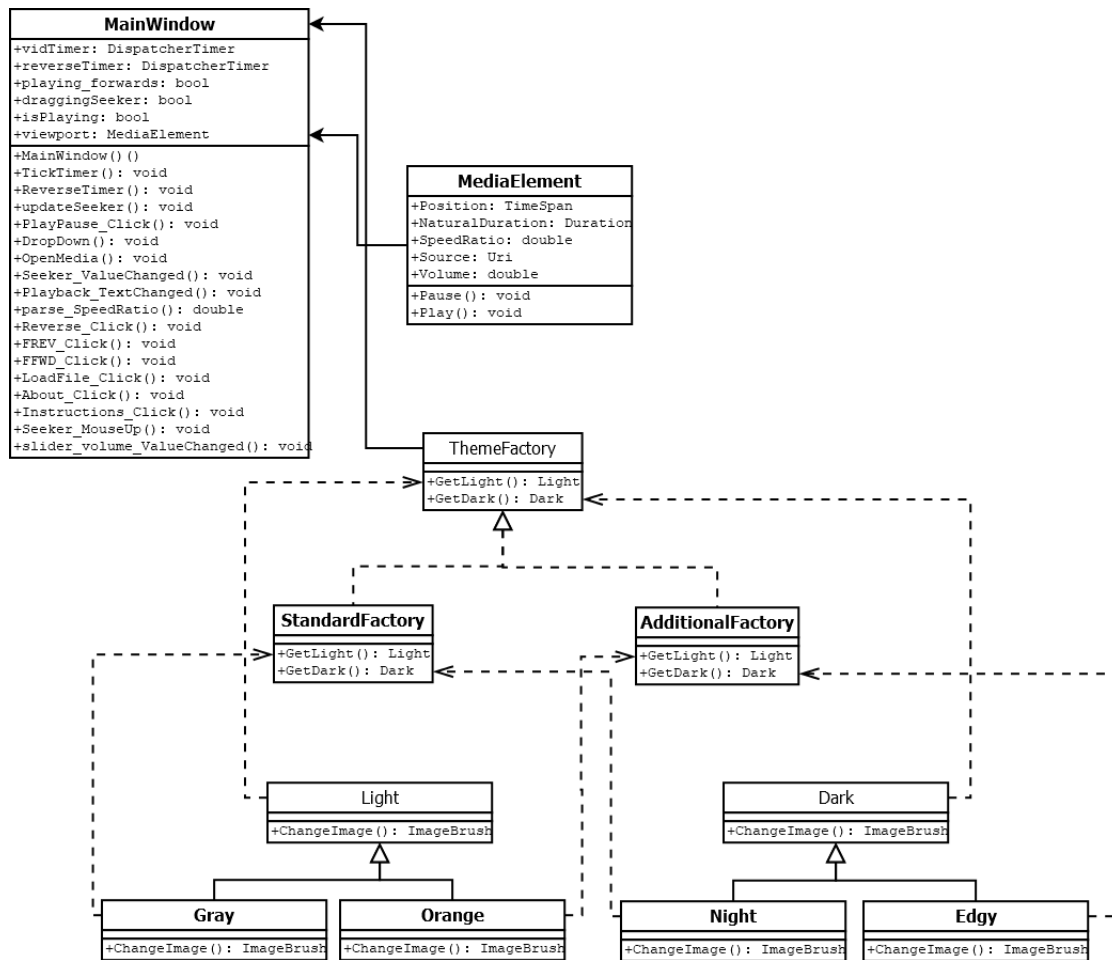 MainWindow
+vidTimer: DispatcherTimer
+reverseTimer: DispatcherTimer
+playing_forwards: bool
+draggingSeeker: bool
+isPlaying: bool
+viewport: MediaElement
+MainWindow()()
+TickTimer(): void
+ReverseTimer(): void
+updateSeeker(): void
+PlayPause_Click(): void
+DropDown(): void
+OpenMedia(): void
+Seeker_ValueChanged(): void
+Playback_TextChanged(): void
+parse_SpeedRatio(): double
+Reverse_Click(): void
+FREV_Click(): void
+FFWD_Click(): void
+LoadFile_Click(): void
+About_Click(): void
+Instructions_Click(): void
+Seeker_MouseUp(): void
+slider_volume_ValueChanged(): void
MediaElement
+Position: TimeSpan
+NaturalDuration: Duration
+SpeedRatio: double
+Source: Uri
+Volume: double
+Pause(): void
+Play(): void
ThemeFactory
+GetLight(): Light
+GetDark(): Dark
StandardFactory
+GetLight(): Light
+GetDark(): Dark
AdditionalFactory
+GetLight(): Light
+GetDark(): Dark
Light
+ChangeImage(): ImageBrush
Dark
+ChangeImage(): ImageBrush
Gray
+ChangeImage(): ImageBrush
Orange
+ChangeImage(): ImageBrush
Night
+ChangeImage(): ImageBrush
Edgy
+ChangeImage(): ImageBrush